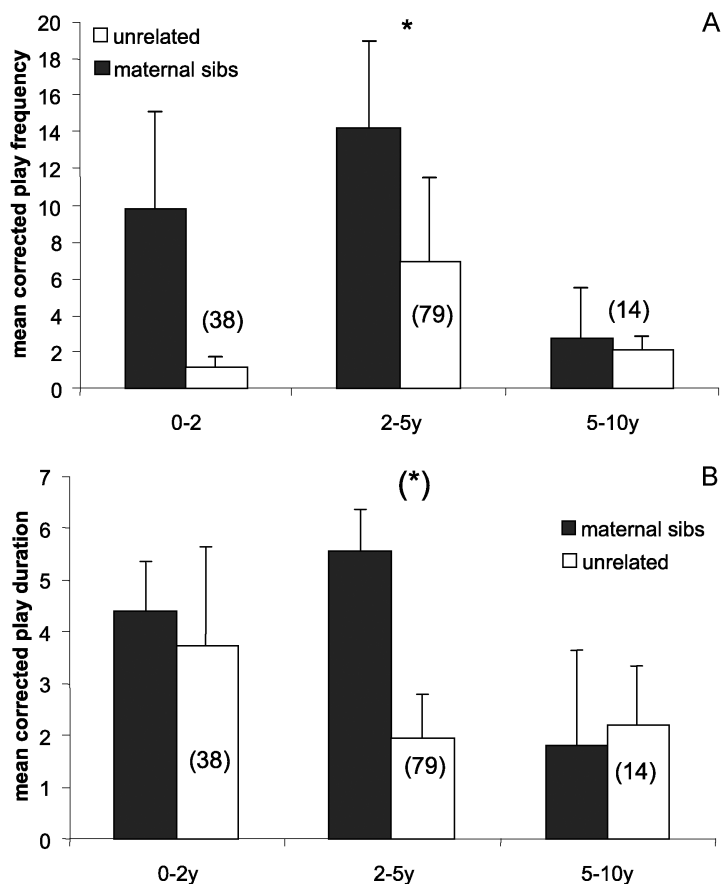 A
*
unrelated
maternal sibs
mean corrected play frequency
20
18
16
14
12
10
8
6
4
2
0
(38)
(79)
(14)
0-2
2-5y
5-10y
B
(*)
maternal sibs
unrelated
mean corrected play duration
7
6
5
4
3
2
1
0
(38)
(79)
(14)
0-2y
2-5y
5-10y